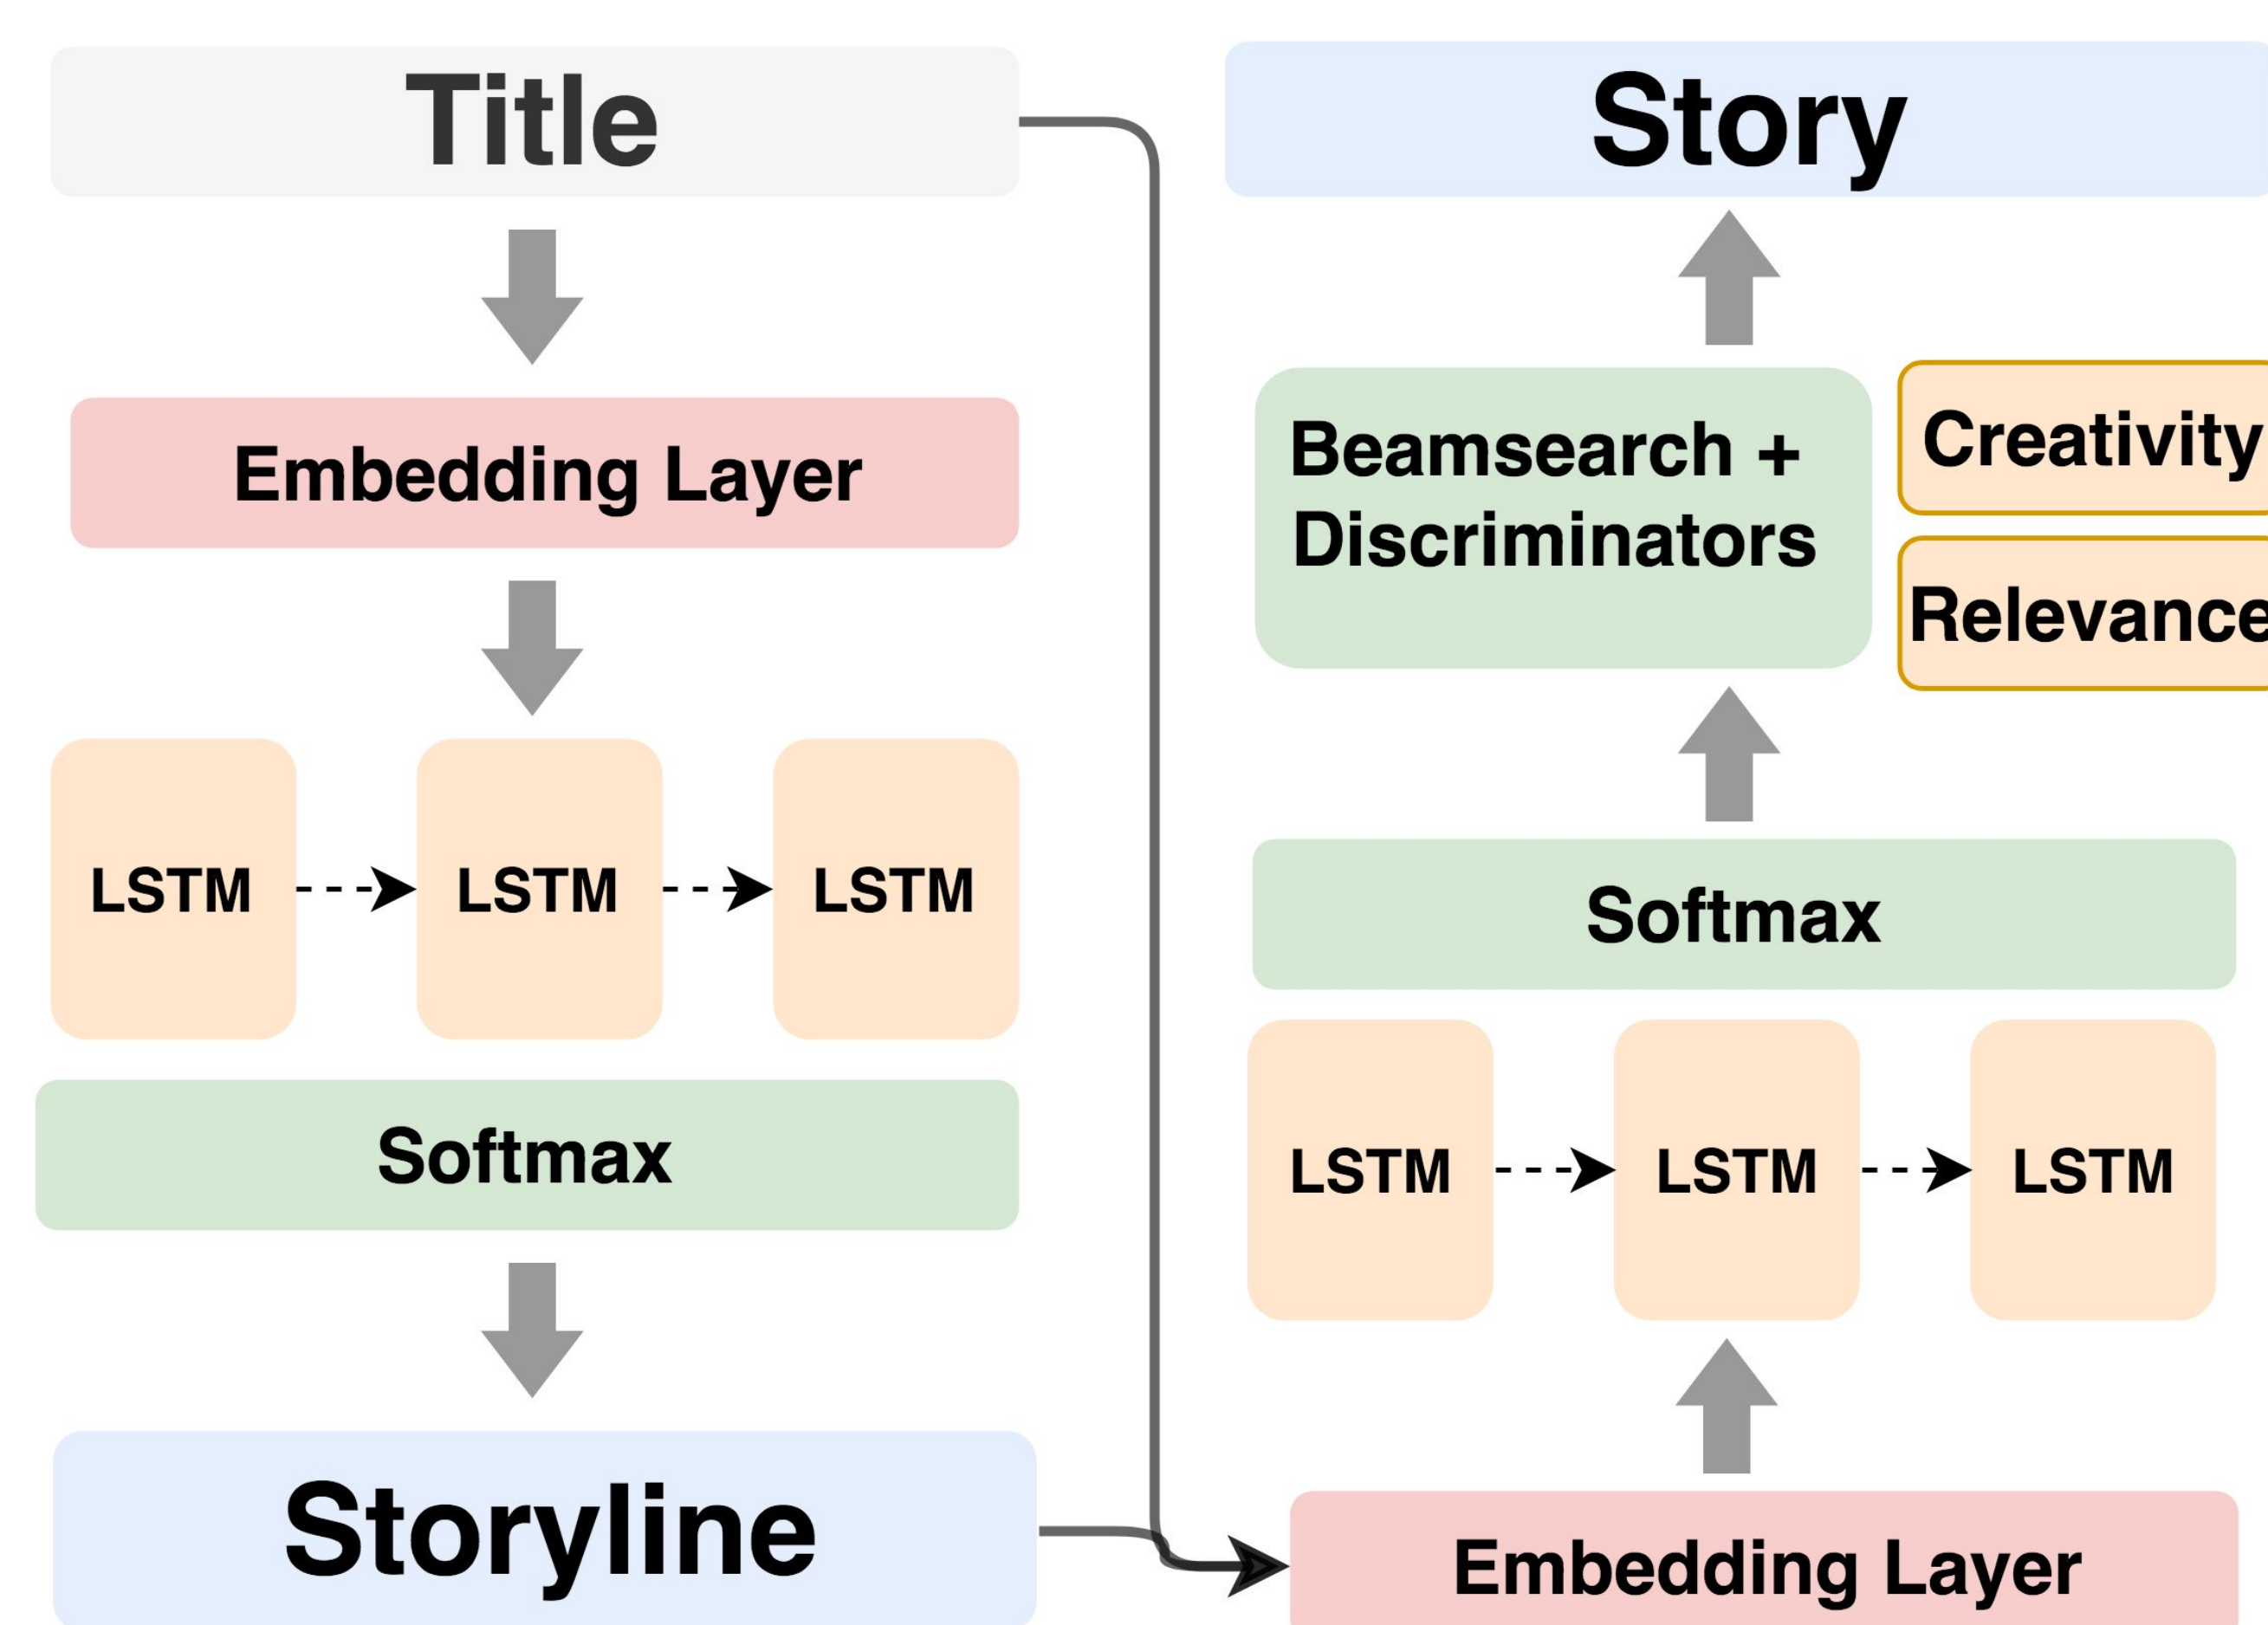 Title
Embedding Layer
LSTM LSTM LSTM
Softmax
Storyline
Story
Beamsearch +
Discriminators
Creativity
Relevance
Softmax
LSTM LSTM LSTM
Embedding Layer